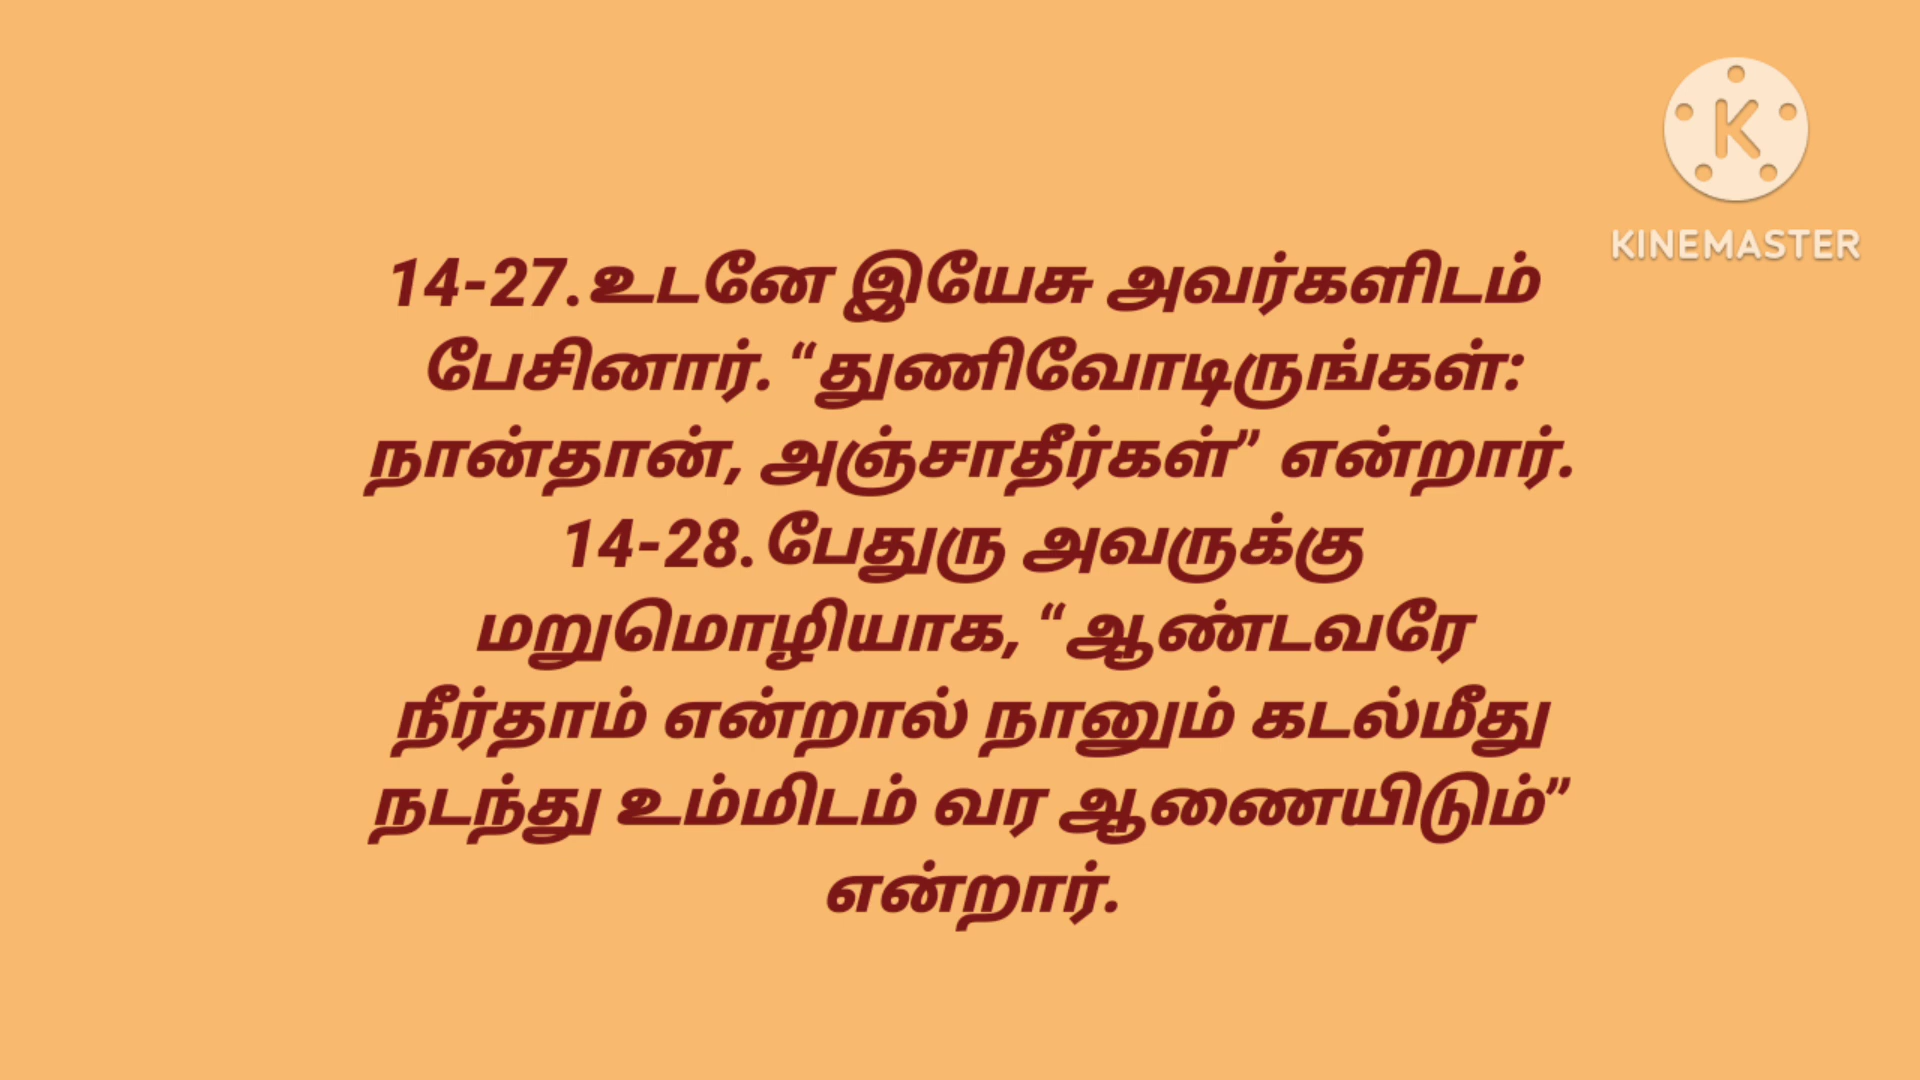 KINEMASTER
14-27.உடனே இயேசு அவர்களிடம்
பேசினார். “துணிவோடிருங்கள்:
நான்தான், அஞ்சாதீர்கள்” என்றார்.
14-28.பேதுரு அவருக்கு
மறுமொழியாக, “ஆண்டவரே
நீர்தாம் என்றால் நானும் கடல்மீது
நடந்து உம்மிடம் வர ஆணையிடும்”
என்றார்.